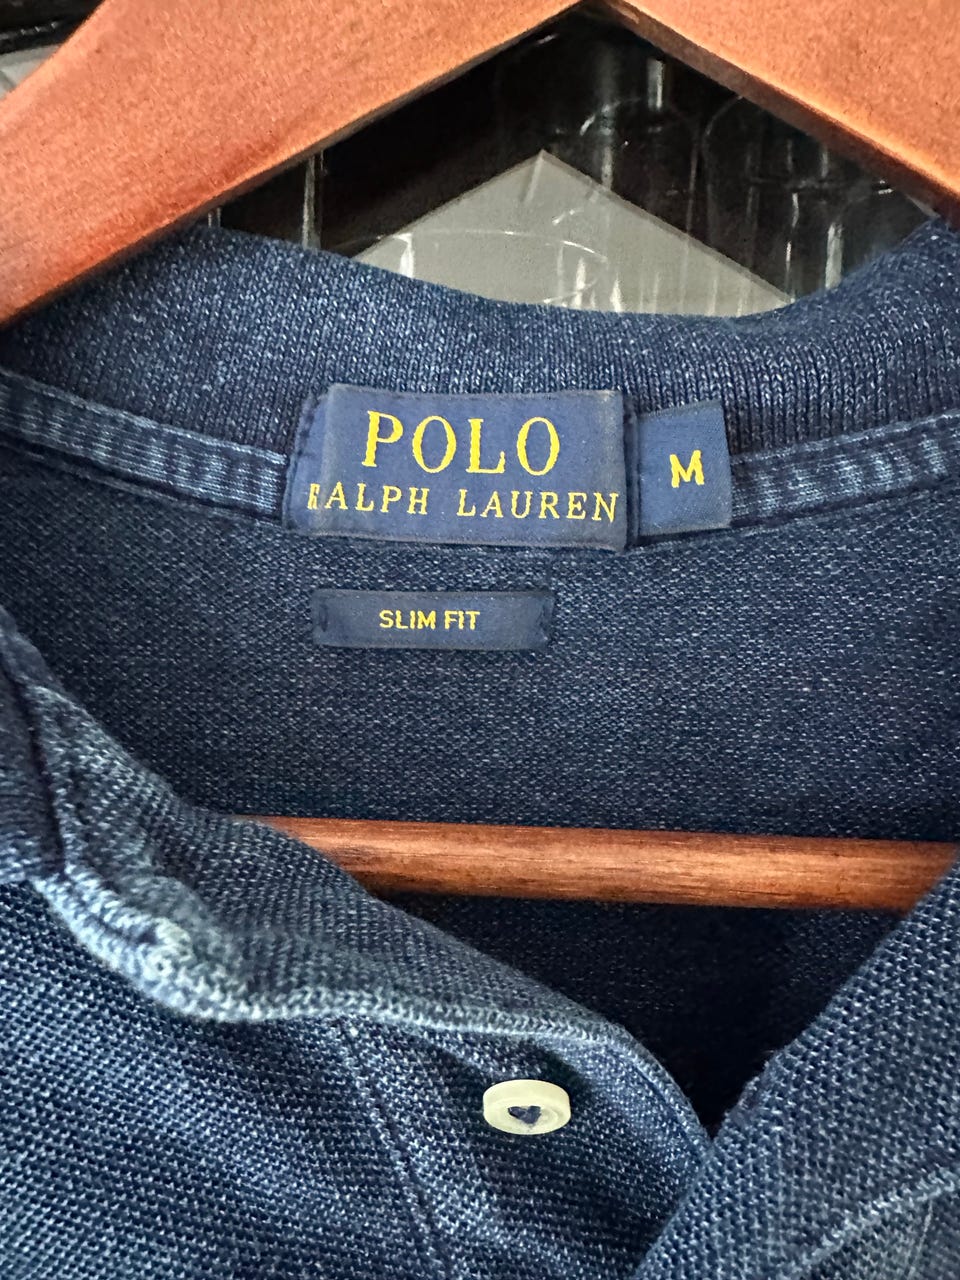 POLO
RALPH LAUREN
M
SLIM FIT